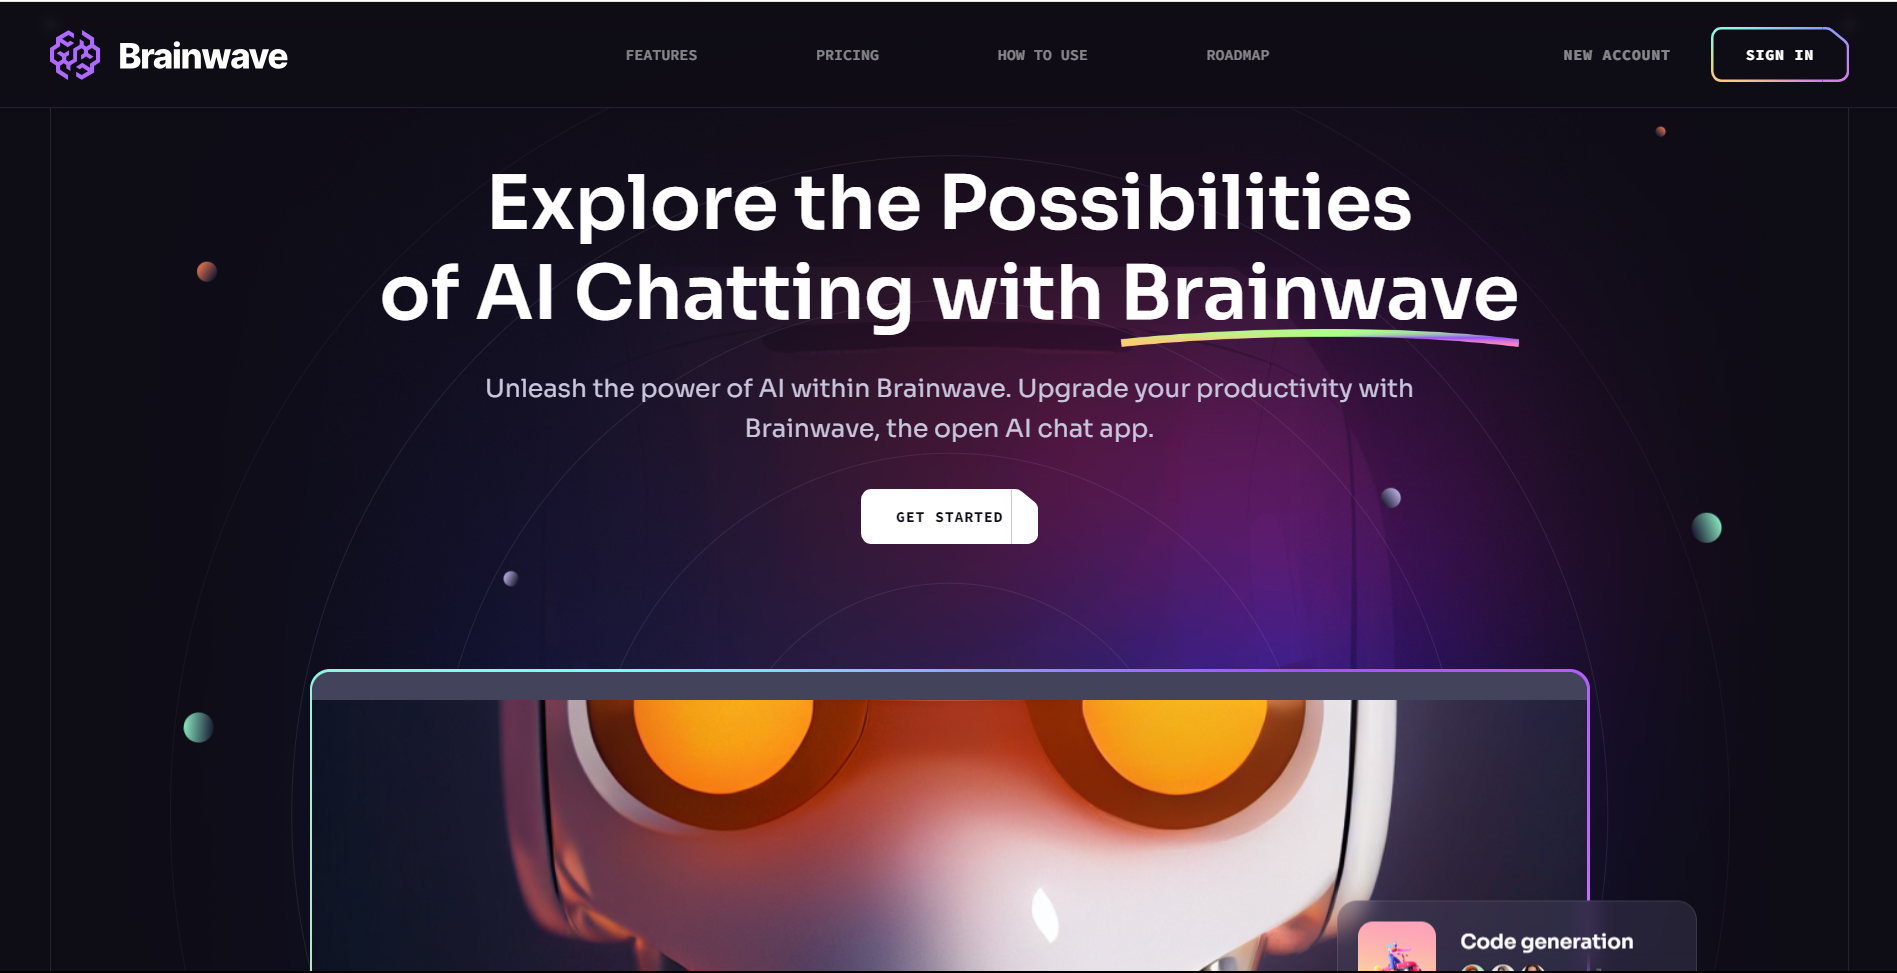 Brainwave
FEATURES
PRICING
HOW TO USE
ROADMAP
NEW ACCOUNT
SIGN IN
Explore the Possibilities
of AI Chatting with Brainwave
Unleash the power of AI within Brainwave. Upgrade your productivity with
Brainwave, the open AI chat app.
GET STARTED
Code generation